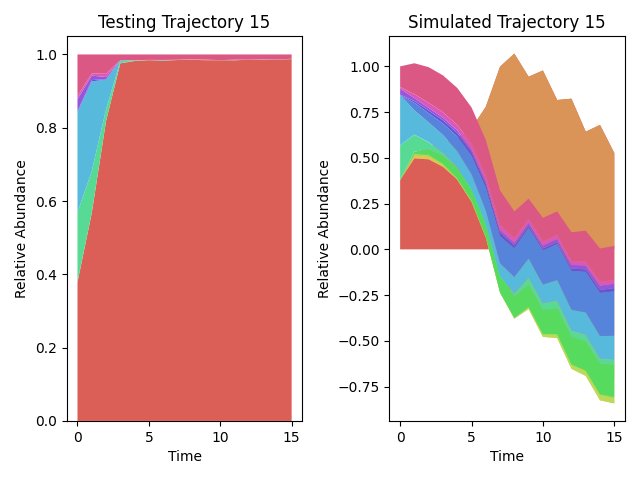 Testing Trajectory 15
Relative Abundance
1.0
0.8
0.6
0.4
0.2
0.0
0 5 10 15
Time
Simulated Trajectory 15
Relative Abundance
1.00
0.75
0.50
0.25
0.00
−0.25
−0.50
−0.75
0 5 10 15
Time